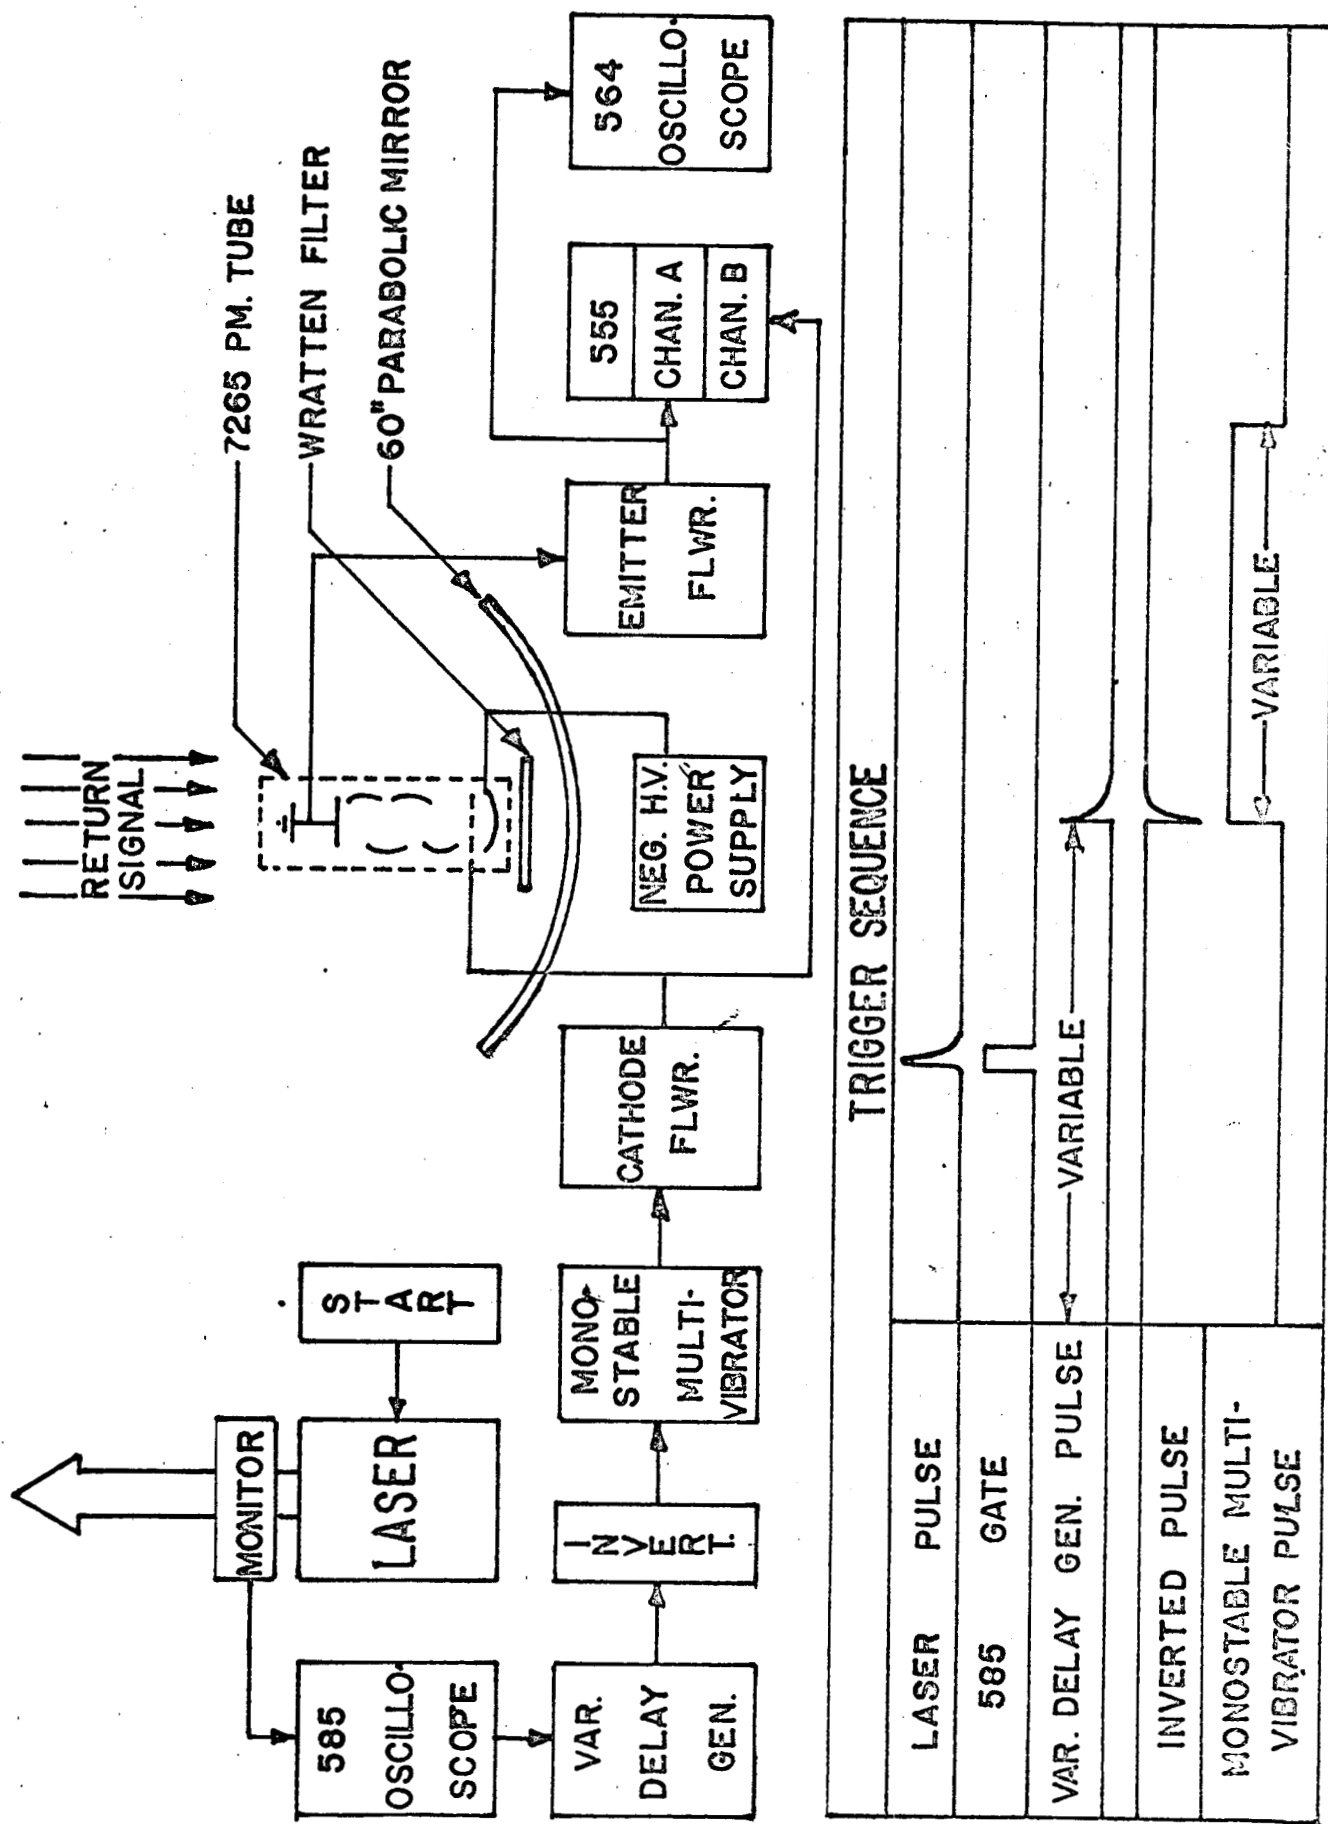 RETURN
SIGNAL
7265 PM. TUBE
WRATTEN FILTER
60" PARABOLIC MIRROR
MONITOR
LASER
START
585
OSCILLO-
SCOPE
VAR.
DELAY
GEN.
INVERT.
MONO-
STABLE
MULTI-
VIBRATOR
CATHODE
FLWR.
NEG. H.V.
POWER
SUPPLY
EMITTER
FLWR.
555
CHAN. A
CHAN. B
564
OSCILLO-
SCOPE
TRIGGER SEQUENCE
LASER PULSE
585 GATE
VAR. DELAY GEN. PULSE
VARIABLE
INVERTED PULSE
MONOSTABLE MULTI-
VIBRATOR PULSE
VARIABLE